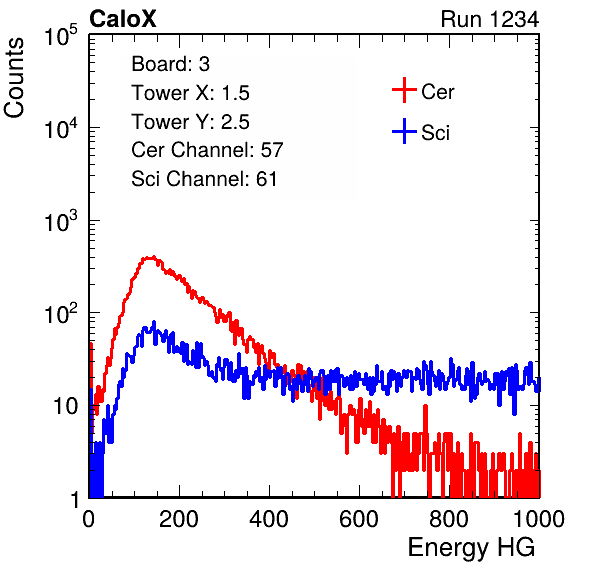 CaloX Run 1234
Counts
10^5
10^4
10^3
10^2
10
1
Board: 3
Tower X: 1.5
Tower Y: 2.5
Cer Channel: 57
Sci Channel: 61
Cer
Sci
0 200 400 600 800 1000
Energy HG